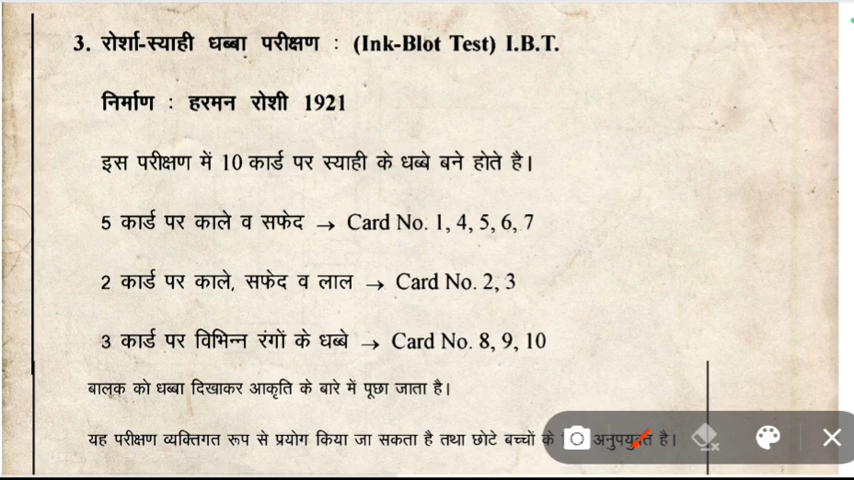 3. रोर्शा-स्याही धब्बा परीक्षण : (Ink-Blot Test) I.B.T.
निर्माण : हरमन रोर्शी 1921
इस परीक्षण में 10 कार्ड पर स्याही के धब्बे बने होते है।
5 कार्ड पर काले व सफेद → Card No. 1, 4, 5, 6, 7
2 कार्ड पर काले, सफेद व लाल → Card No. 2, 3
3 कार्ड पर विभिन्न रंगों के धब्बे → Card No. 8, 9, 10
बालक को धब्बा दिखाकर आकृति के बारे में पूछा जाता है।
यह परीक्षण व्यक्तिगत रूप से प्रयोग किया जा सकता है तथा छोटे बच्चों के अनुपयुक्त है।